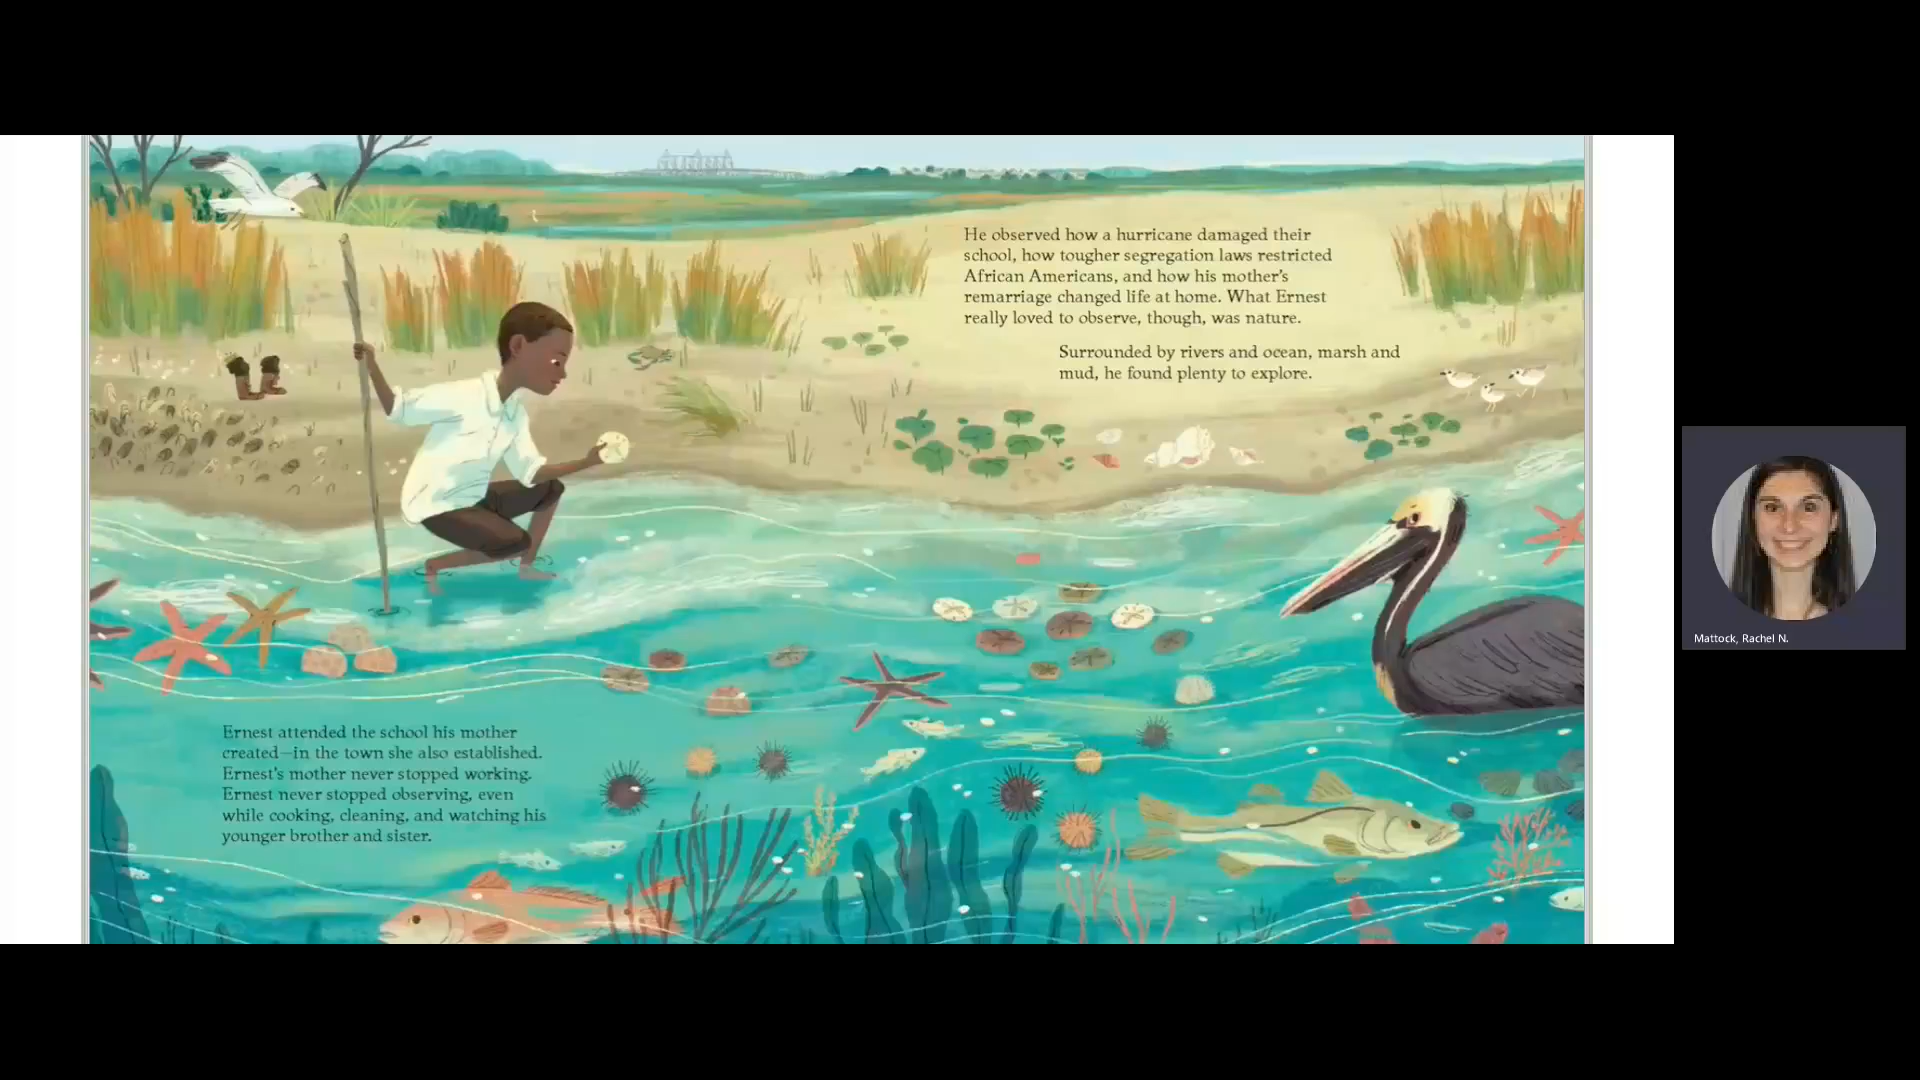 He observed how a hurricane damaged their
school, how tougher segregation laws restricted
African Americans, and how his mother's
remarriage changed life at home. What Ernest
really loved to observe, though, was nature.
Surrounded by rivers and ocean, marsh and
mud, he found plenty to explore.
Ernest attended the school his mother
created—in the town she also established.
Ernest's mother never stopped working.
Ernest never stopped observing, even
while cooking, cleaning, and watching his
younger brother and sister.
Mattock, Rachel N.